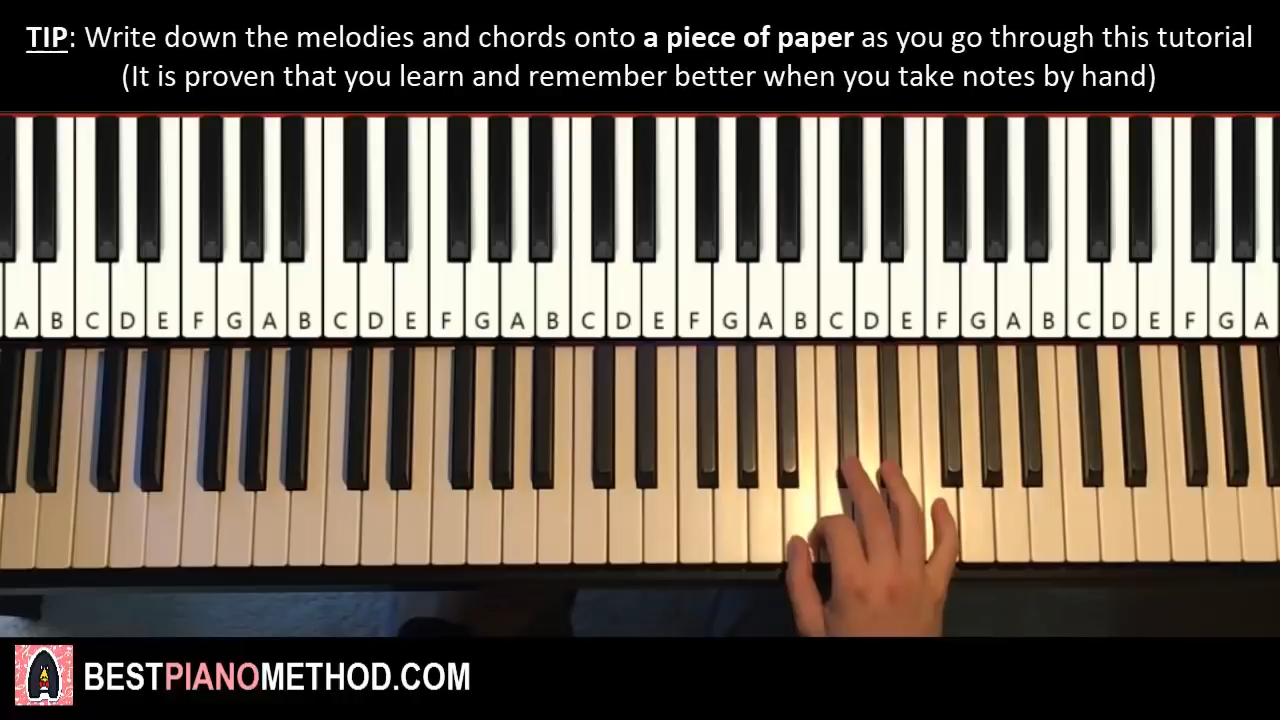 TIP: Write down the melodies and chords onto a piece of paper as you go through this tutorial
(It is proven that you learn and remember better when you take notes by hand)
A B C D E F G A B C D E F G A B C D E F G A B C D E F G A B C D E F G A
BESTPIANOMETHOD.COM